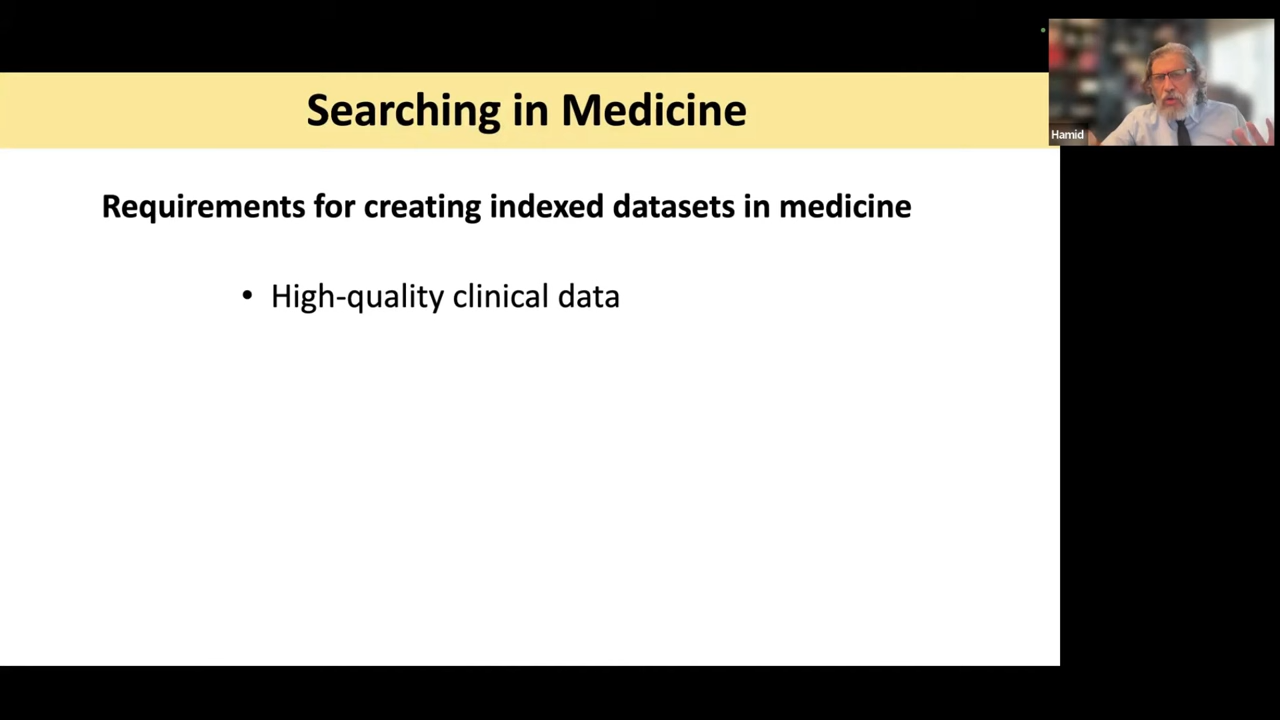 Searching in Medicine
Hamid
Requirements for creating indexed datasets in medicine
• High-quality clinical data